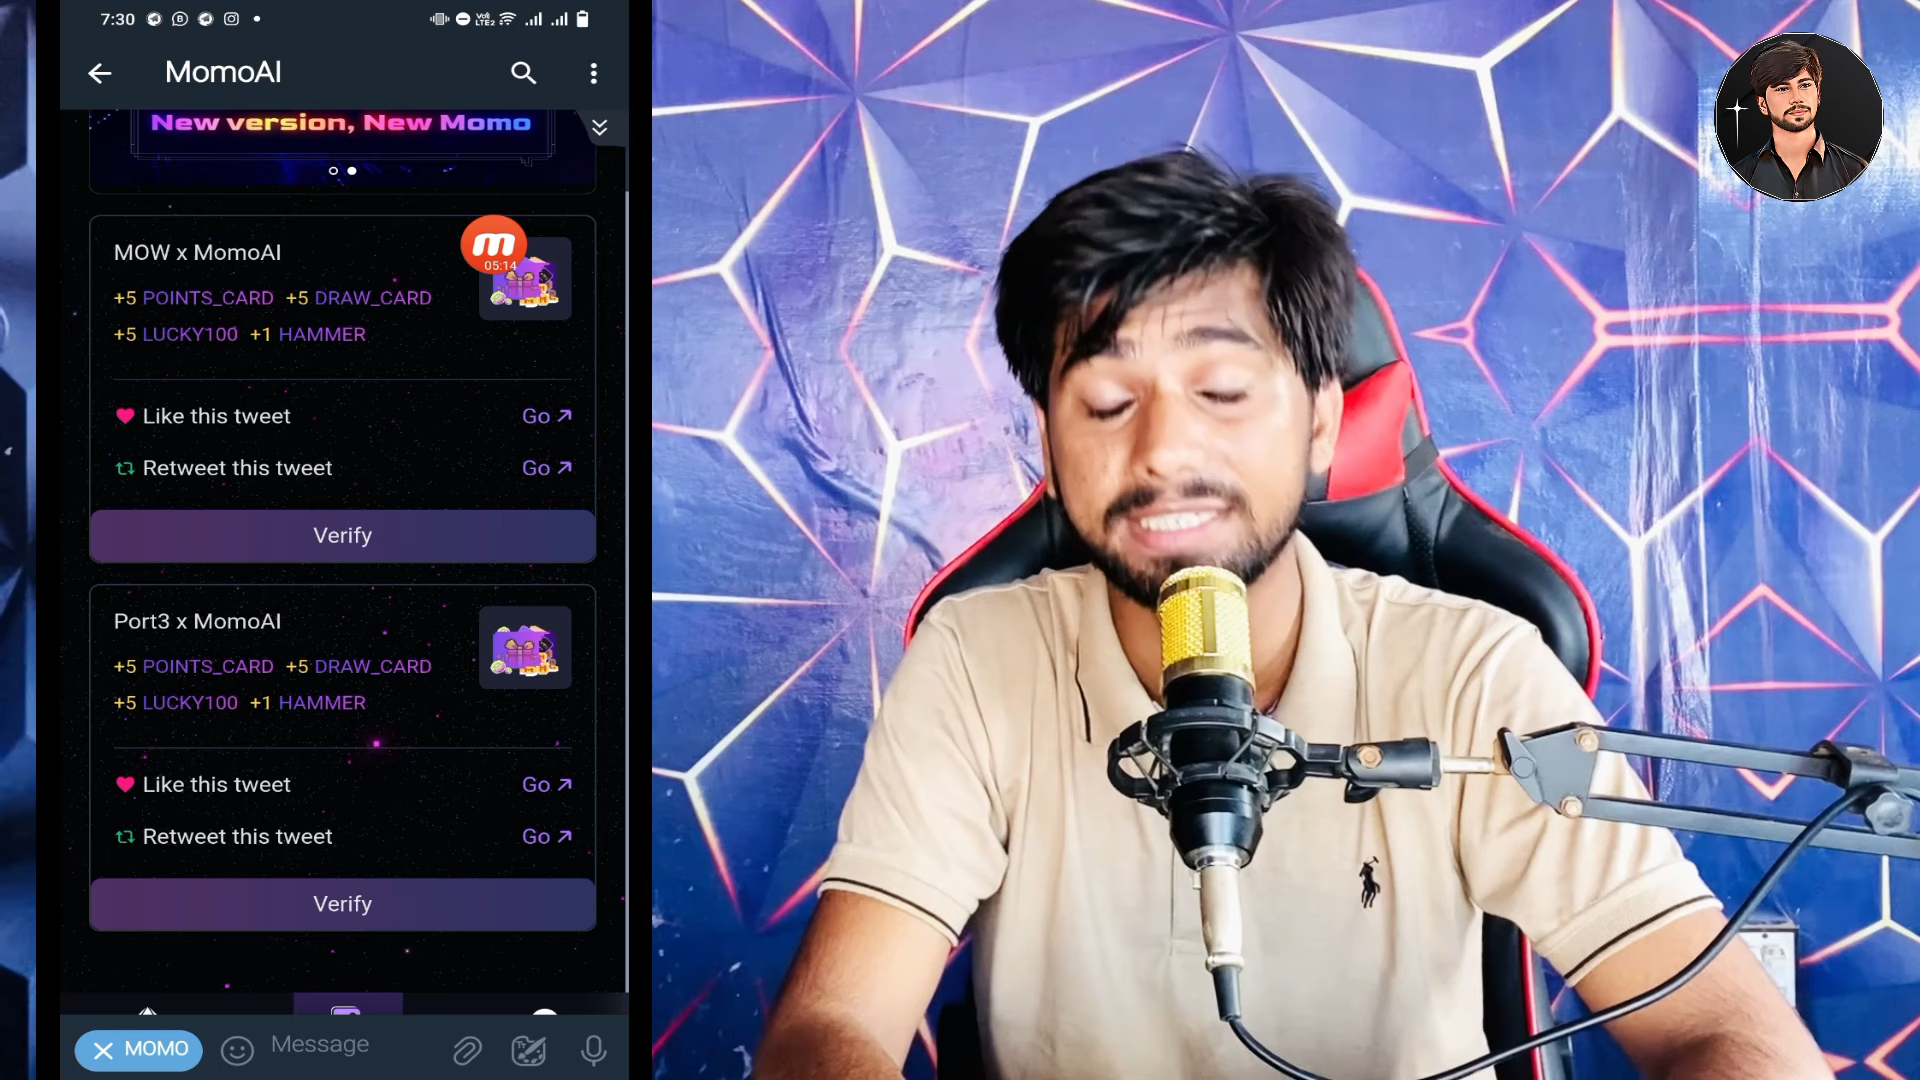 7:30
VoD LTE2
MomoAI
New version, New Momo
MOW x MomoAI
m
05:14
+5 POINTS_CARD +5 DRAW_CARD
+5 LUCKY100 +1 HAMMER
Like this tweet Go
Retweet this tweet Go
Verify
Port3 x MomoAI
+5 POINTS_CARD +5 DRAW_CARD
+5 LUCKY100 +1 HAMMER
Like this tweet Go
Retweet this tweet Go
Verify
MOMO Message